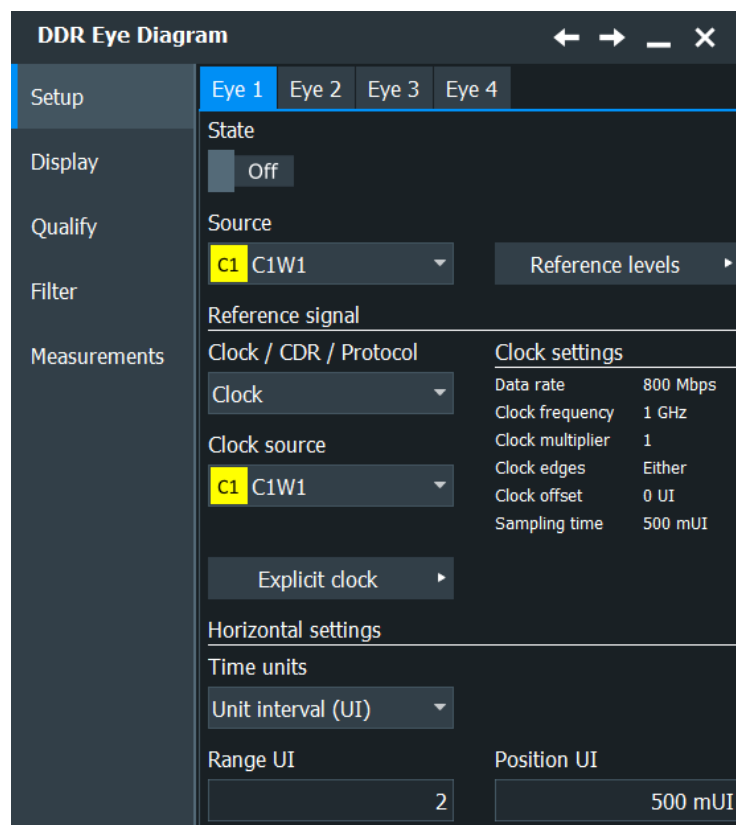 DDR Eye Diagram
Setup
Display
Qualify
Filter
Measurements
Eye 1 Eye 2 Eye 3 Eye 4
State
Off
Source
C1 C1W1
Reference levels
Reference signal
Clock / CDR / Protocol
Clock
Clock source
C1 C1W1
Explicit clock
Clock settings
Data rate 800 Mbps
Clock frequency 1 GHz
Clock multiplier 1
Clock edges Either
Clock offset 0 UI
Sampling time 500 mUI
Horizontal settings
Time units
Unit interval (UI)
Range UI
2
Position UI
500 mUI